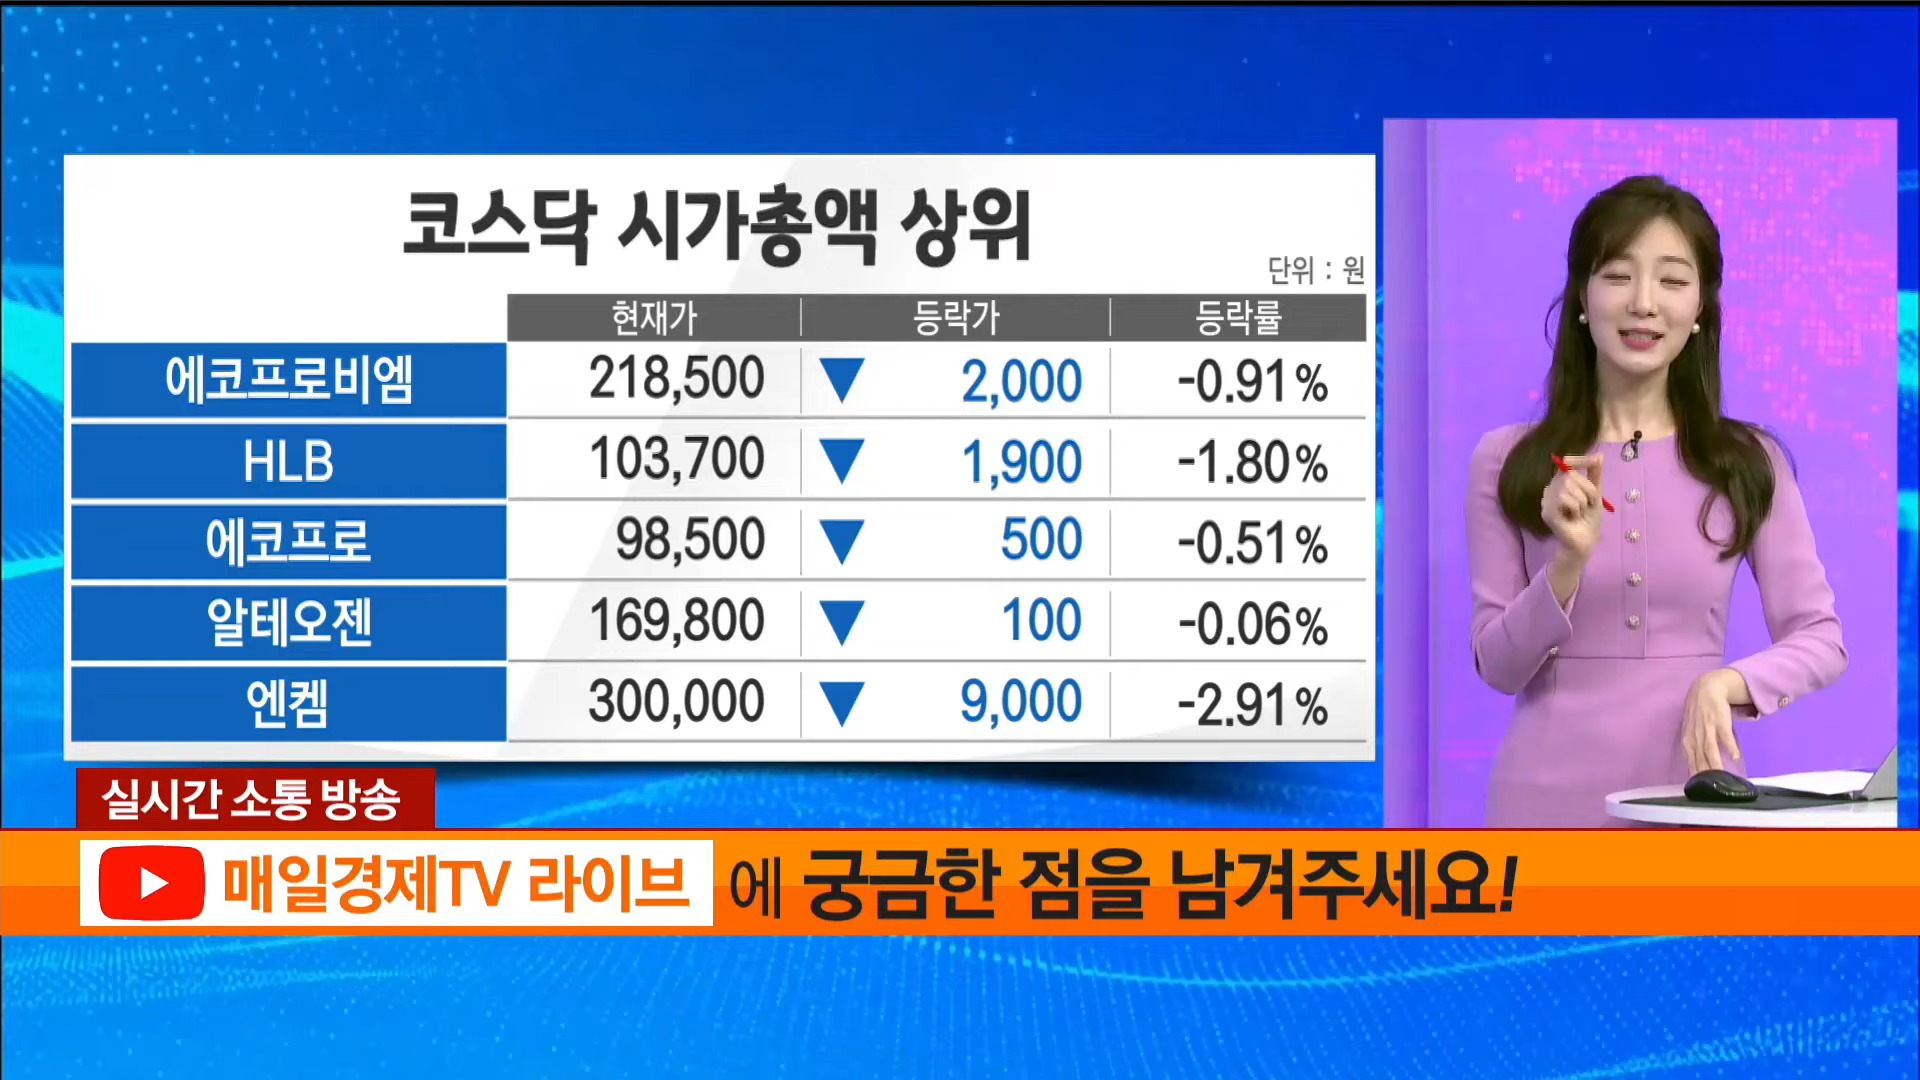 코스닥 시가총액 상위
단위 : 원
현재가 등락가 등락률
에코프로비엠 218,500 ▼ 2,000 -0.91%
HLB 103,700 ▼ 1,900 -1.80%
에코프로 98,500 ▼ 500 -0.51%
알테오젠 169,800 ▼ 100 -0.06%
엔켐 300,000 ▼ 9,000 -2.91%
실시간 소통 방송
매일경제TV 라이브 에 궁금한 점을 남겨주세요!